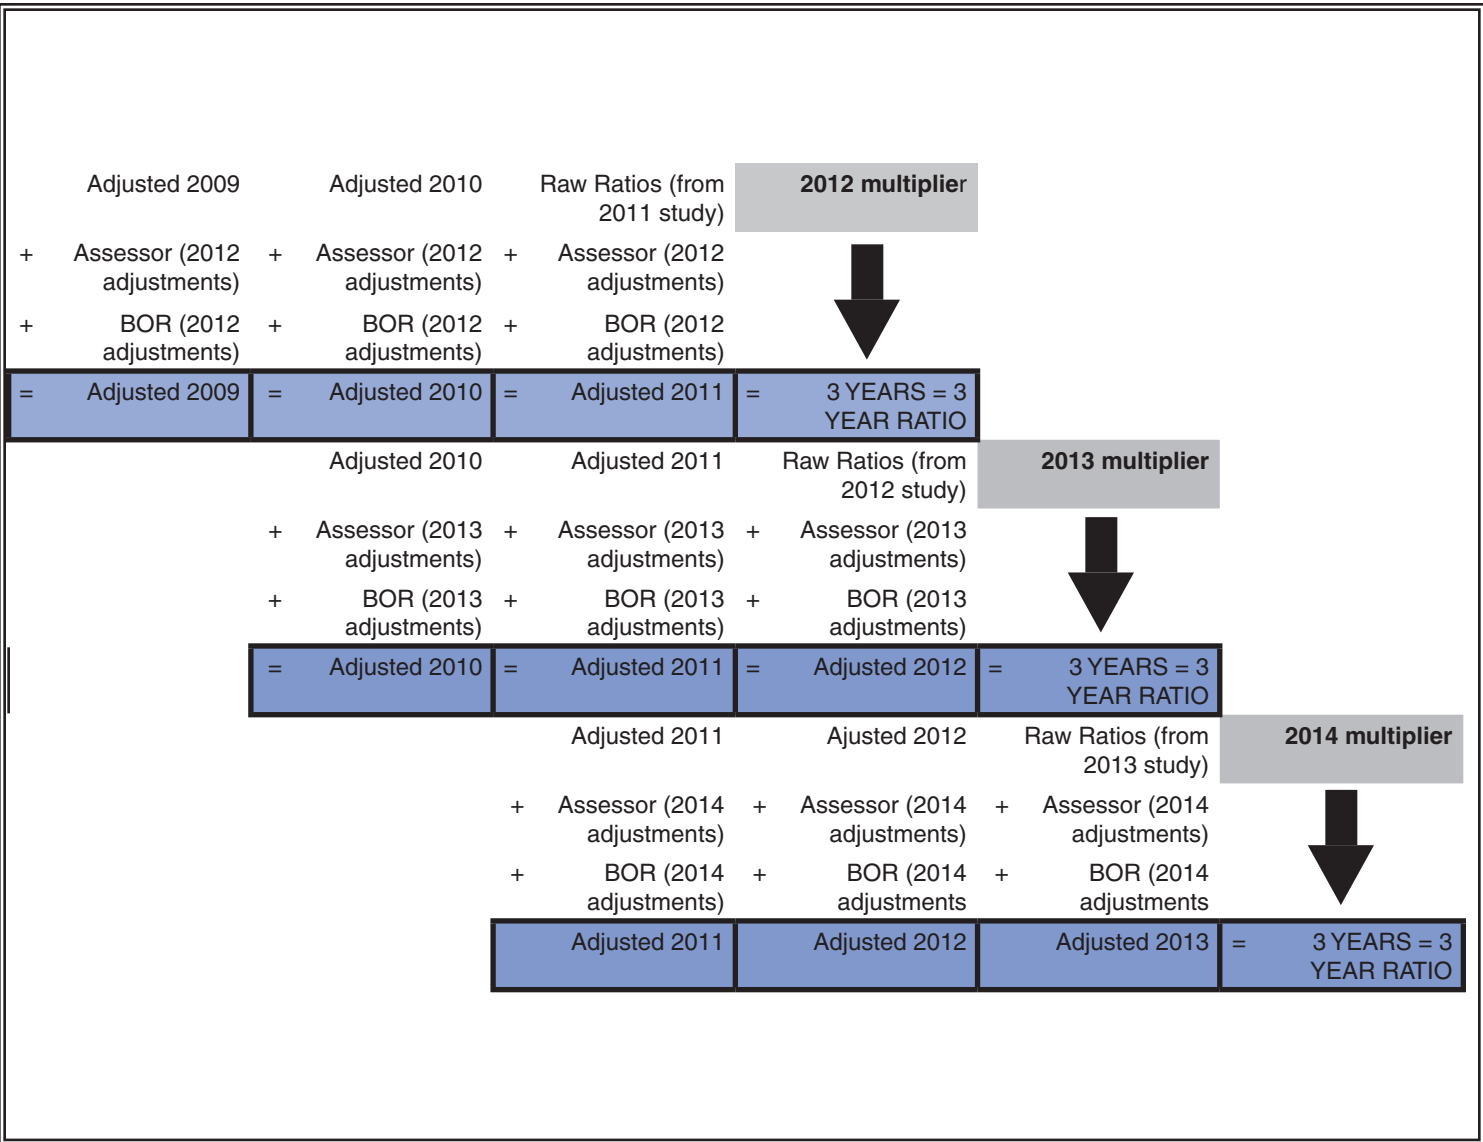 Adjusted 2009 Adjusted 2010 Raw Ratios (from 2012 multiplier
2011 study)
+ Assessor (2012 + Assessor (2012 + Assessor (2012
adjustments) adjustments) adjustments)
+ BOR (2012 + BOR (2012 + BOR (2012
adjustments) adjustments) adjustments)
= Adjusted 2009 = Adjusted 2010 = Adjusted 2011 = 3 YEARS = 3
YEAR RATIO
Adjusted 2010 Adjusted 2011 Raw Ratios (from 2013 multiplier
2012 study)
+ Assessor (2013 + Assessor (2013 + Assessor (2013
adjustments) adjustments) adjustments)
+ BOR (2013 + BOR (2013 + BOR (2013
adjustments) adjustments) adjustments)
= Adjusted 2010 = Adjusted 2011 = Adjusted 2012 = 3 YEARS = 3
YEAR RATIO
Adjusted 2011 Ajusted 2012 Raw Ratios (from 2014 multiplier
2013 study)
+ Assessor (2014 + Assessor (2014 + Assessor (2014
adjustments) adjustments) adjustments)
+ BOR (2014 + BOR (2014 + BOR (2014
adjustments) adjustments adjustments
Adjusted 2011 Adjusted 2012 Adjusted 2013 = 3 YEARS = 3
YEAR RATIO